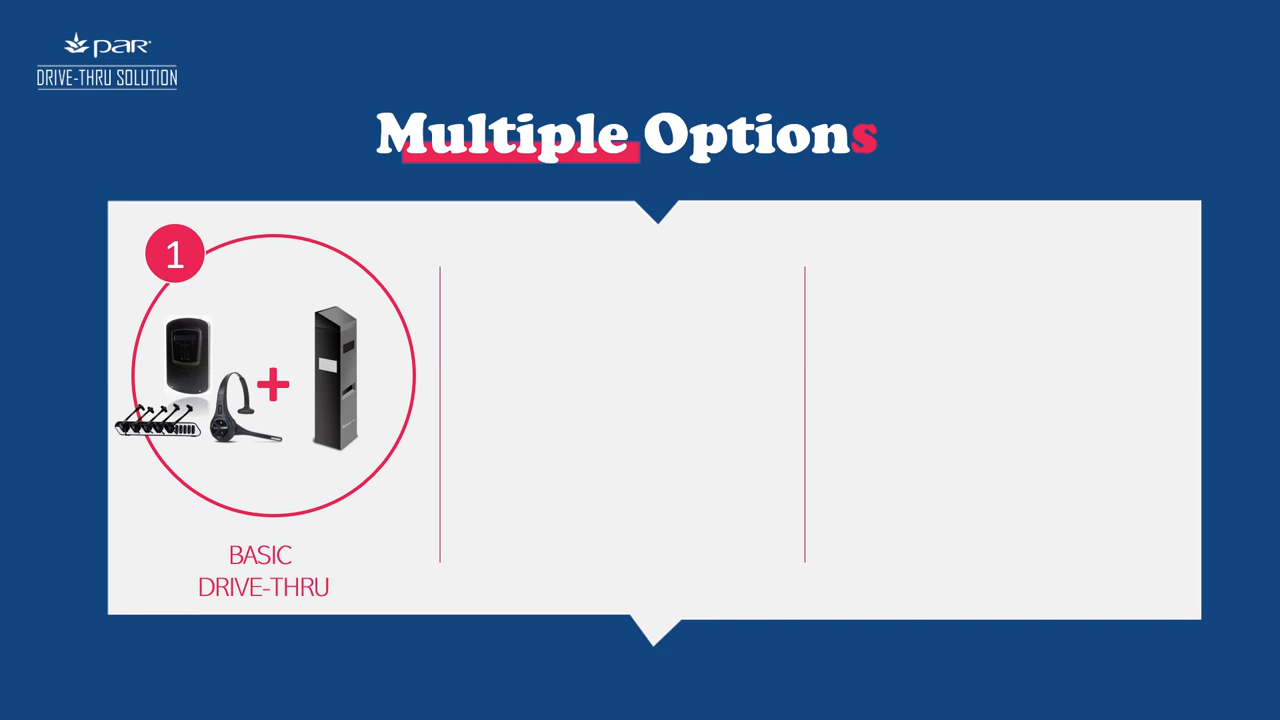 par
DRIVE-THRU SOLUTION
Multiple Options
1
BASIC
DRIVE-THRU